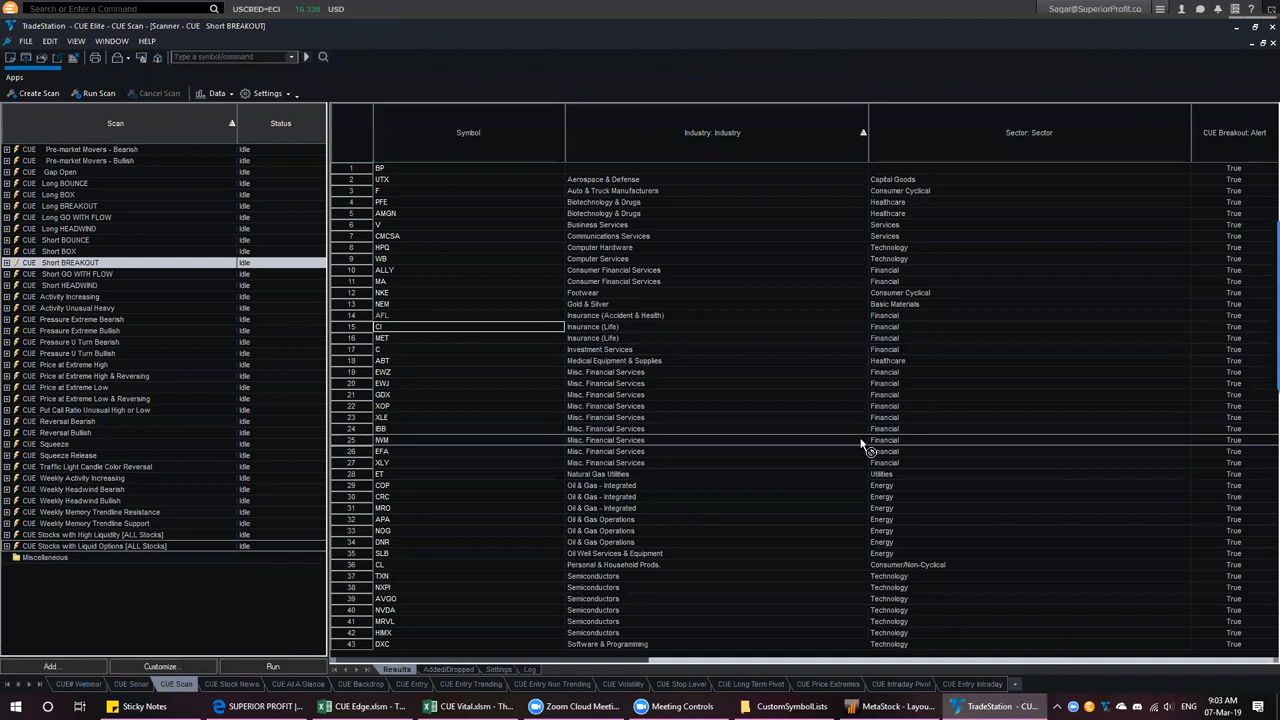 Search or Enter Command USCRED=ECI 16.338 USD Sagar@SuperiorProfit.co
TradeStation - CUE Elite - CUE Scan - [Scanner - CUE Short BREAKOUT]
FILE EDIT VIEW WINDOW HELP
Type a symbol/command
Apps
Create Scan Run Scan Cancel Scan Data Settings
Scan Status Symbol Industry: Industry Sector: Sector CUE Breakout: Alert
CUE Pre-market Movers - Bearish Idle
CUE Pre-market Movers - Bullish Idle
CUE Gap Open Idle
CUE Long BOUNCE Idle
CUE Long BOX Idle
CUE Long BREAKOUT Idle
CUE Long GO WITH FLOW Idle
CUE Long HEADWIND Idle
CUE Short BOUNCE Idle
CUE Short BOX Idle
CUE Short BREAKOUT Idle
CUE Short GO WITH FLOW Idle
CUE Short HEADWIND Idle
CUE Activity Increasing Idle
CUE Activity Unusual Heavy Idle
CUE Pressure Extreme Bearish Idle
CUE Pressure Extreme Bullish Idle
CUE Pressure U Turn Bearish Idle
CUE Pressure U Turn Bullish Idle
CUE Price at Extreme High Idle
CUE Price at Extreme High & Reversing Idle
CUE Price at Extreme Low Idle
CUE Price at Extreme Low & Reversing Idle
CUE Put Call Ratio Unusual High or Low Idle
CUE Reversal Bearish Idle
CUE Reversal Bullish Idle
CUE Squeeze Idle
CUE Squeeze Release Idle
CUE Traffic Light Candle Color Reversal Idle
CUE Weekly Activity Increasing Idle
CUE Weekly Headwind Bearish Idle
CUE Weekly Headwind Bullish Idle
CUE Weekly Memory Trendline Resistance Idle
CUE Weekly Memory Trendline Support Idle
CUE Stocks with High Liquidity [ALL Stocks] Idle
CUE Stocks with Liquid Options [ALL Stocks] Idle
Miscellaneous
1 BP True
2 UTX Aerospace & Defense Capital Goods True
3 F Auto & Truck Manufacturers Consumer Cyclical True
4 PFE Biotechnology & Drugs Healthcare True
5 AMGN Biotechnology & Drugs Healthcare True
6 V Business Services Services True
7 CMCSA Communications Services Services True
8 HPQ Computer Hardware Technology True
9 WB Computer Services Technology True
10 ALLY Consumer Financial Services Financial True
11 MA Consumer Financial Services Financial True
12 NKE Footwear Consumer Cyclical True
13 NEM Gold & Silver Basic Materials True
14 AFL Insurance (Accident & Health) Financial True
15 CI Insurance (Life) Financial True
16 MET Insurance (Life) Financial True
17 C Investment Services Financial True
18 ABT Medical Equipment & Supplies Healthcare True
19 EWZ Misc. Financial Services Financial True
20 EWJ Misc. Financial Services Financial True
21 GDX Misc. Financial Services Financial True
22 XOP Misc. Financial Services Financial True
23 XLE Misc. Financial Services Financial True
24 IBB Misc. Financial Services Financial True
25 IWM Misc. Financial Services Financial True
26 EFA Misc. Financial Services Financial True
27 XLY Misc. Financial Services Financial True
28 ET Natural Gas Utilities Utilities True
29 COP Oil & Gas - Integrated Energy True
30 CRC Oil & Gas - Integrated Energy True
31 MRO Oil & Gas - Integrated Energy True
32 APA Oil & Gas Operations Energy True
33 NOG Oil & Gas Operations Energy True
34 DNR Oil & Gas Operations Energy True
35 SLB Oil Well Services & Equipment Energy True
36 CL Personal & Household Prods. Consumer/Non-Cyclical True
37 TXN Semiconductors Technology True
38 NXPI Semiconductors Technology True
39 AVGO Semiconductors Technology True
40 NVDA Semiconductors Technology True
41 MRVL Semiconductors Technology True
42 HIMX Semiconductors Technology True
43 DXC Software & Programming Technology True
Add... Customize... Run Results Added/Dropped Settings Log
CUE# Webinar CUE Sonar CUE Scan CUE Stock News CUE At A Glance CUE Backdrop CUE Entry CUE Entry Trending CUE Entry Non Trending CUE Volatility CUE Stop Level CUE Long Term Pivot CUE Price Extremes CUE Intraday Pivot CUE Entry Intraday
Sticky Notes SUPERIOR PROFIT |... CUE Edge.xlsm - E... CUE Vital.xlsm - Th... Zoom Cloud Meetin... Meeting Controls CustomSymbolLists MetaStock - Layou... TradeStation - CU...
9:03 AM
07-Mar-19